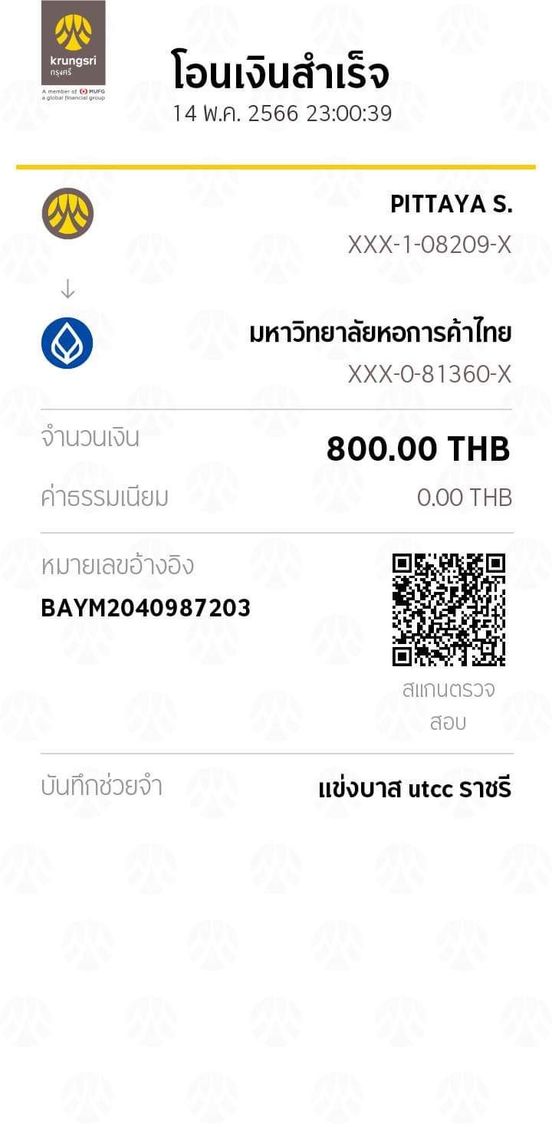 krungsri
กรุงศรี
A member of MUFG
a global financial group
โอนเงินสำเร็จ
14 พ.ค. 2566 23:00:39
PITTAYA S.
XXX-1-08209-X
มหาวิทยาลัยหอการค้าไทย
XXX-0-81360-X
จำนวนเงิน 800.00 THB
ค่าธรรมเนียม 0.00 THB
หมายเลขอ้างอิง
BAYM2040987203
สแกนตรวจ
สอบ
บันทึกช่วยจำ แข่งบาส utcc ราชรี